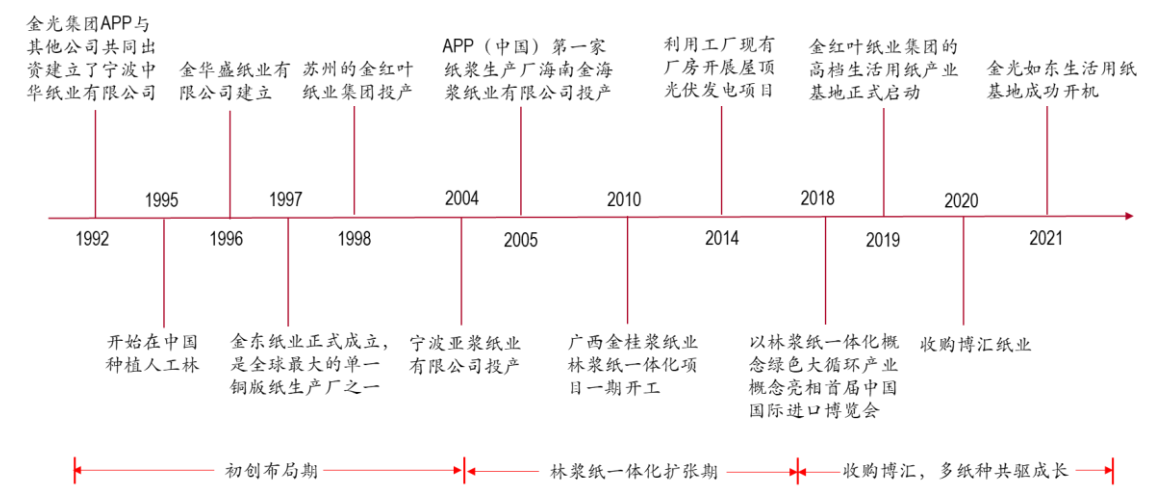 金光集团APP与
其他公司共同出
资建立了宁波中
华纸业有限公司
金华盛纸业有
限公司建立
苏州的金红叶
纸业集团投产
APP（中国）第一家
纸浆生产厂海南金海
浆纸业有限公司投产
利用工厂现有
厂房开展屋顶
光伏发电项目
金红叶纸业集团的
高档生活用纸产业
基地正式启动
金光如东生活用纸
基地成功开机
1995
1997
2004
2010
2018
2020
1992
1996
1998
2005
2014
2019
2021
开始在中国
种植人工林
金东纸业正式成立，
是全球最大的单一
铜版纸生产厂之一
宁波亚浆纸业
有限公司投产
广西金桂浆纸业
林浆纸一体化项
目一期开工
以林浆纸一体化概
念绿色大循环产业
概念亮相首届中国
国际进口博览会
收购博汇纸业
初创布局期
林浆纸一体化扩张期
收购博汇，多纸种共驱成长